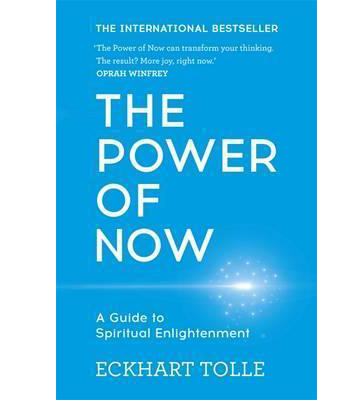 THE INTERNATIONAL BESTSELLER
'The Power of Now can transform your thinking.
The result? More joy, right now.'
OPRAH WINFREY
THE
POWER
OF
NOW
A Guide to
Spiritual Enlightenment
ECKHART TOLLE